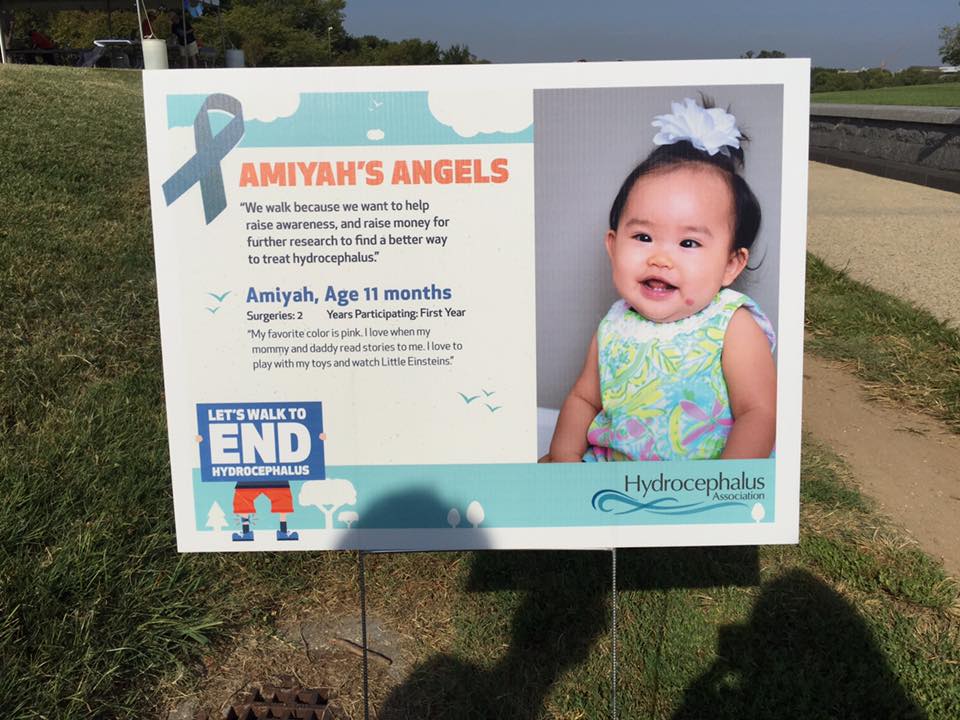 AMIYAH'S ANGELS
"We walk because we want to help
raise awareness, and raise money for
further research to find a better way
to treat hydrocephalus."
Amiyah, Age 11 months
Surgeries: 2 Years Participating: First Year
"My favorite color is pink. I love when my
mommy and daddy read stories to me. I love to
play with my toys and watch Little Einsteins."
LET'S WALK TO
END
HYDROCEPHALUS
Hydrocephalus
Association